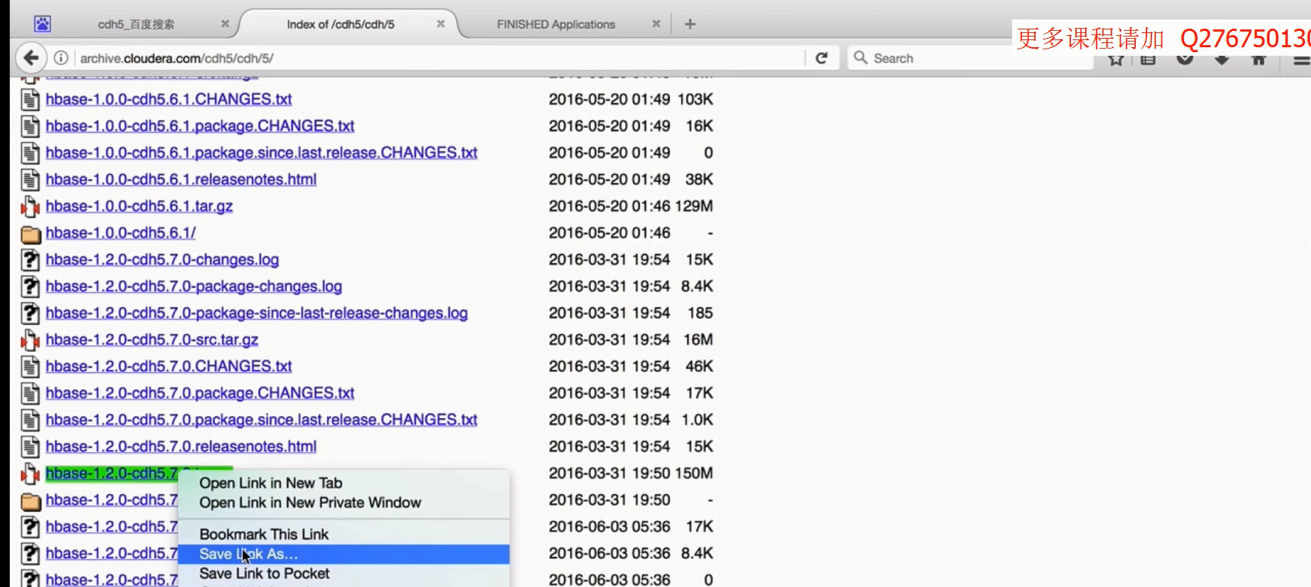 cdh5_百度搜索
Index of /cdh5/cdh/5
FINISHED Applications
更多课程请加 Q27675013
archive.cloudera.com/cdh5/cdh/5/
Search
hbase-1.0.0-cdh5.6.1.CHANGES.txt 2016-05-20 01:49 103K
hbase-1.0.0-cdh5.6.1.package.CHANGES.txt 2016-05-20 01:49 16K
hbase-1.0.0-cdh5.6.1.package.since.last.release.CHANGES.txt 2016-05-20 01:49 0
hbase-1.0.0-cdh5.6.1.releasenotes.html 2016-05-20 01:49 38K
hbase-1.0.0-cdh5.6.1.tar.gz 2016-05-20 01:46 129M
hbase-1.0.0-cdh5.6.1/ 2016-05-20 01:46 -
hbase-1.2.0-cdh5.7.0-changes.log 2016-03-31 19:54 15K
hbase-1.2.0-cdh5.7.0-package-changes.log 2016-03-31 19:54 8.4K
hbase-1.2.0-cdh5.7.0-package-since-last-release-changes.log 2016-03-31 19:54 185
hbase-1.2.0-cdh5.7.0-src.tar.gz 2016-03-31 19:54 16M
hbase-1.2.0-cdh5.7.0.CHANGES.txt 2016-03-31 19:54 46K
hbase-1.2.0-cdh5.7.0.package.CHANGES.txt 2016-03-31 19:54 17K
hbase-1.2.0-cdh5.7.0.package.since.last.release.CHANGES.txt 2016-03-31 19:54 1.0K
hbase-1.2.0-cdh5.7.0.releasenotes.html 2016-03-31 19:54 15K
hbase-1.2.0-cdh5.7 2016-03-31 19:50 150M
Open Link in New Tab
hbase-1.2.0-cdh5.7 2016-03-31 19:50 -
Open Link in New Private Window
hbase-1.2.0-cdh5.7 2016-06-03 05:36 17K
Bookmark This Link
hbase-1.2.0-cdh5.7 2016-06-03 05:36 8.4K
Save Link As...
hbase-1.2.0-cdh5.7 2016-06-03 05:36 0
Save Link to Pocket